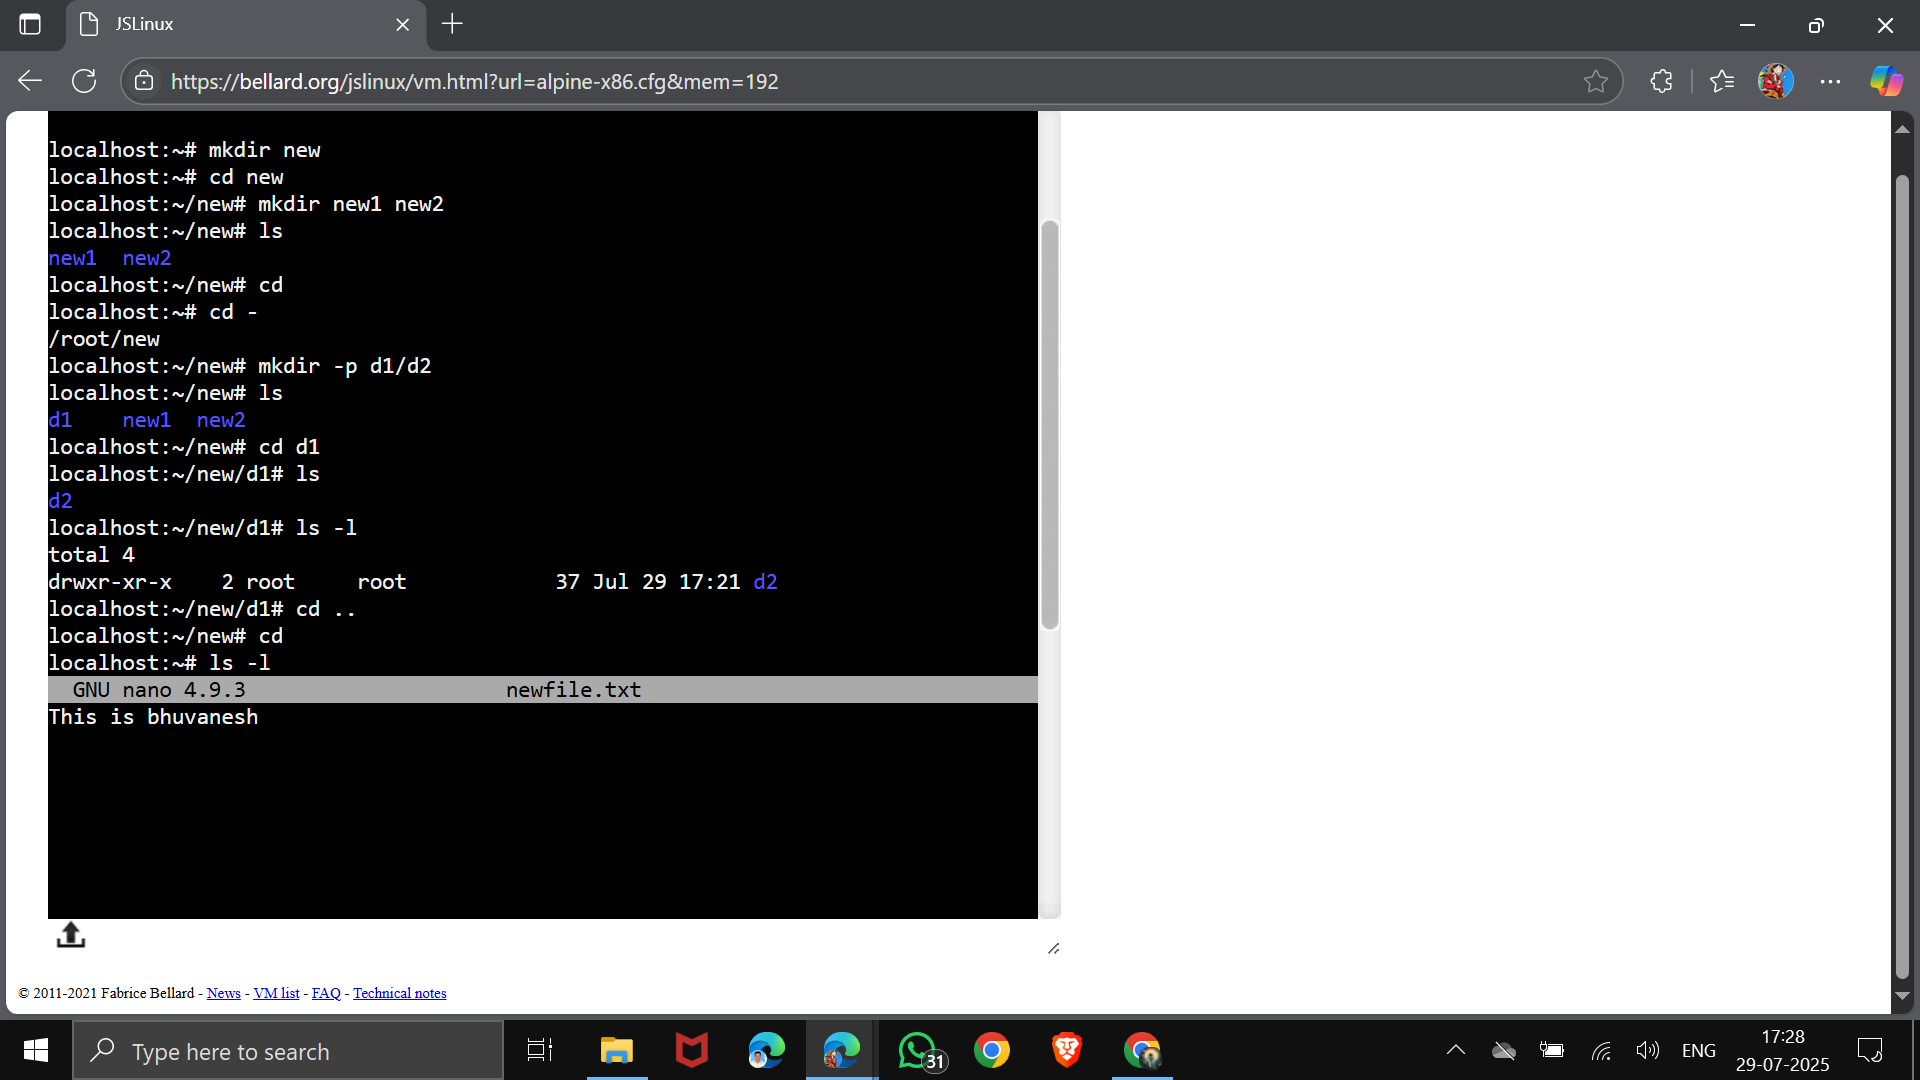 JSLinux
https://bellard.org/jslinux/vm.html?url=alpine-x86.cfg&mem=192
localhost:~# mkdir new
localhost:~# cd new
localhost:~/new# mkdir new1 new2
localhost:~/new# ls
new1  new2
localhost:~/new# cd
localhost:~# cd -
/root/new
localhost:~/new# mkdir -p d1/d2
localhost:~/new# ls
d1    new1  new2
localhost:~/new# cd d1
localhost:~/new/d1# ls
d2
localhost:~/new/d1# ls -l
total 4
drwxr-xr-x    2 root     root            37 Jul 29 17:21 d2
localhost:~/new/d1# cd ..
localhost:~/new# cd
localhost:~# ls -l
GNU nano 4.9.3                     newfile.txt
This is bhuvanesh
© 2011-2021 Fabrice Bellard - News - VM list - FAQ - Technical notes
Type here to search
31
ENG
17:28
29-07-2025